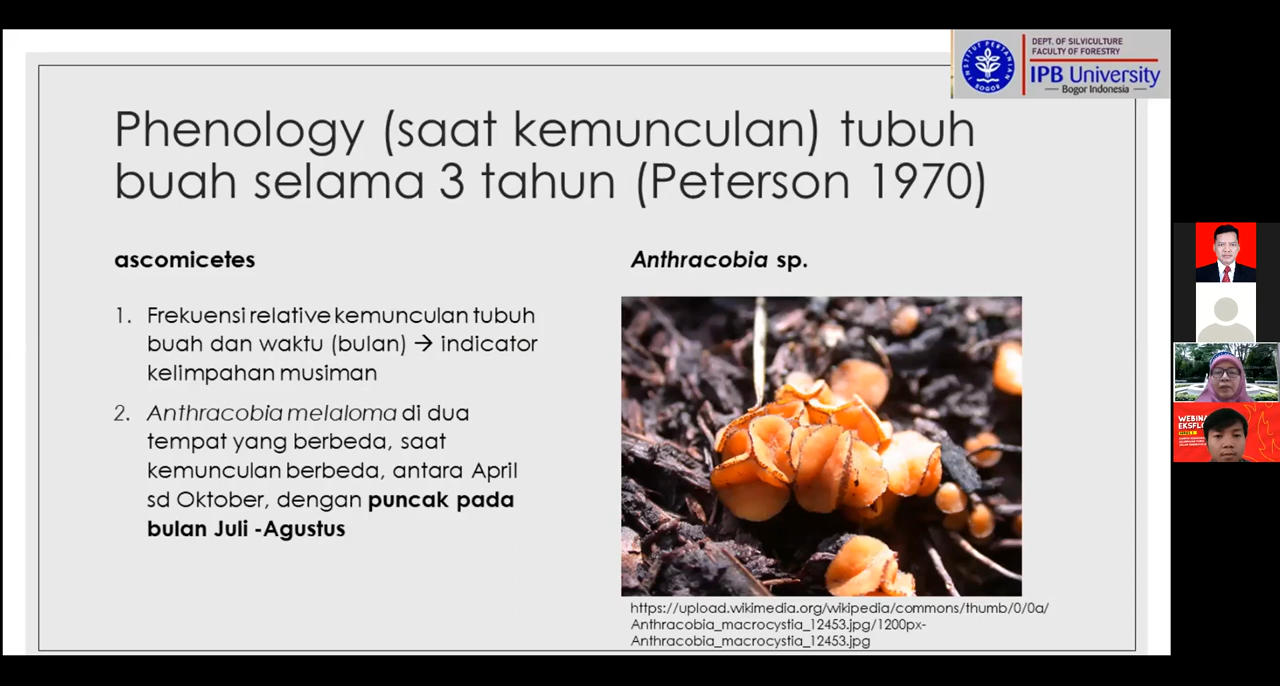 DEPT. OF SILVICULTURE
FACULTY OF FORESTRY
IPB University
Bogor Indonesia
INSTITUT PERTANIAN
BOGOR
Phenology (saat kemunculan) tubuh
buah selama 3 tahun (Peterson 1970)
ascomicetes
1. Frekuensi relative kemunculan tubuh
buah dan waktu (bulan) → indicator
kelimpahan musiman
2. Anthracobia melaloma di dua
tempat yang berbeda, saat
kemunculan berbeda, antara April
sd Oktober, dengan puncak pada
bulan Juli -Agustus
Anthracobia sp.
https://upload.wikimedia.org/wikipedia/commons/thumb/0/0a/
Anthracobia_macrocystia_12453.jpg/1200px-
Anthracobia_macrocystia_12453.jpg
WEBINA
EKSFL